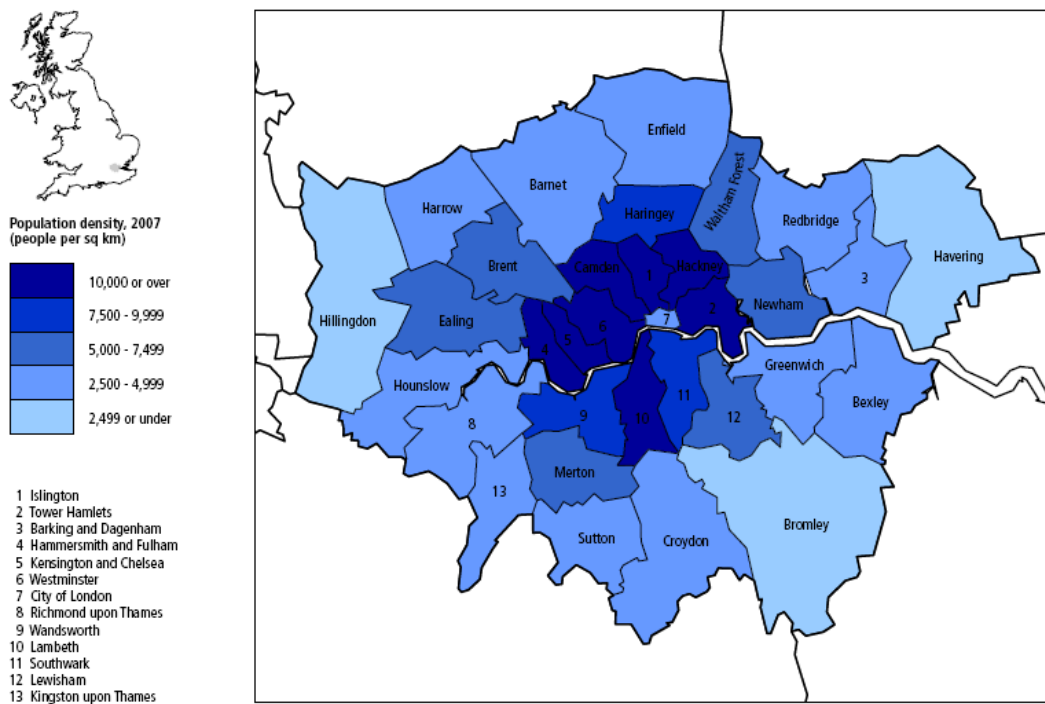 Population density, 2007
(people per sq km)
10,000 or over
7,500 - 9,999
5,000 - 7,499
2,500 - 4,999
2,499 or under
1 Islington
2 Tower Hamlets
3 Barking and Dagenham
4 Hammersmith and Fulham
5 Kensington and Chelsea
6 Westminster
7 City of London
8 Richmond upon Thames
9 Wandsworth
10 Lambeth
11 Southwark
12 Lewisham
13 Kingston upon Thames
Enfield
Barnet
Harrow
Haringey
Waltham Forest
Redbridge
Havering
Brent
Camden
1
Hackney
3
Hillingdon
Ealing
4
5
6
7
2
Newham
Hounslow
Greenwich
Bexley
8
9
10
11
12
13
Merton
Sutton
Croydon
Bromley